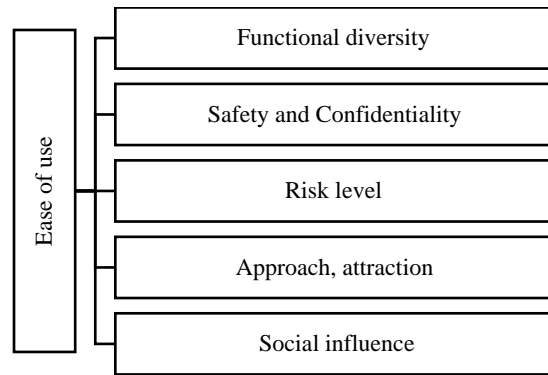 Ease of use
Functional diversity
Safety and Confidentiality
Risk level
Approach, attraction
Social influence